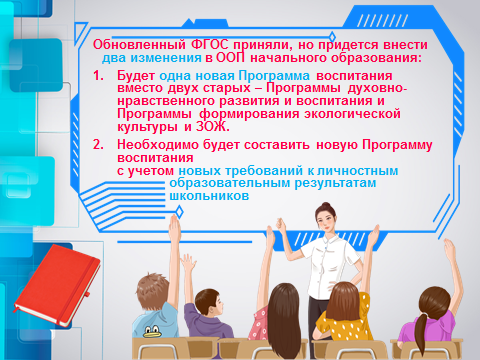 Обновленный ФГОС приняли, но придется внести
два изменения в ООП начального образования:
1. Будет одна новая Программа воспитания
вместо двух старых – Программы духовно-
нравственного развития и воспитания и
Программы формирования экологической
культуры и ЗОЖ.
2. Необходимо будет составить новую Программу
воспитания
с учетом новых требований к личностным
образовательным результатам
школьников